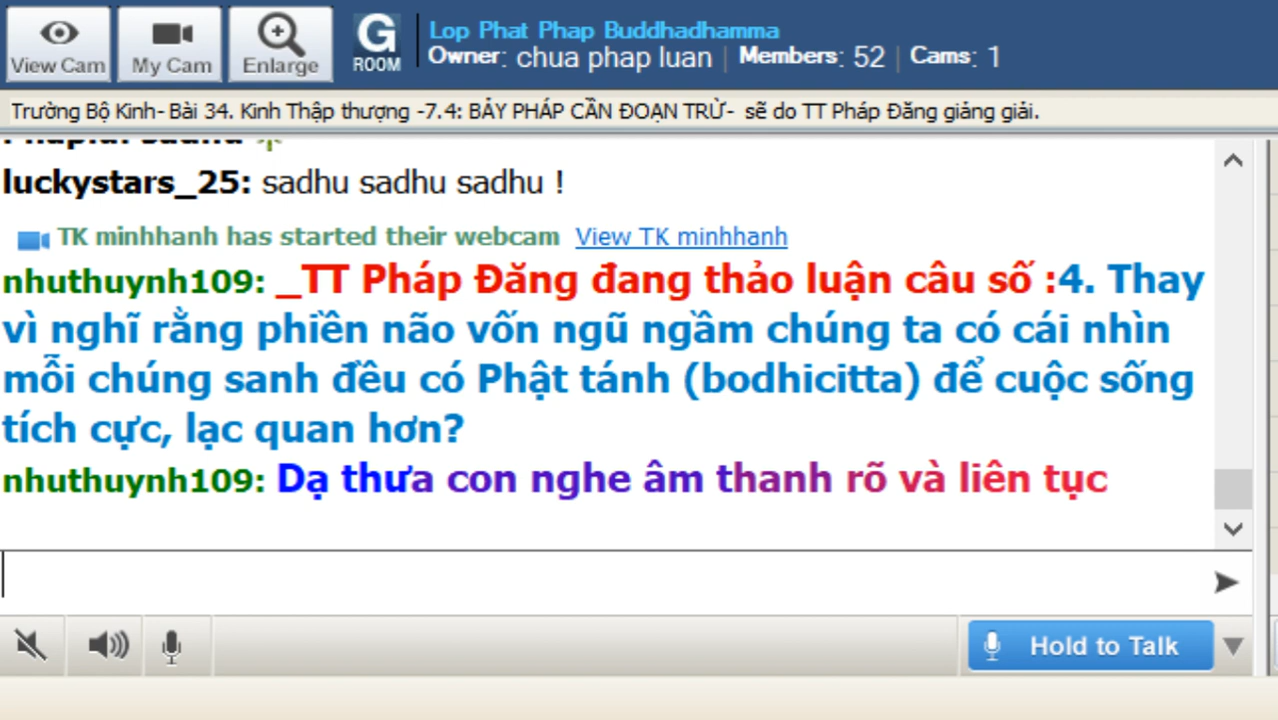 View Cam
My Cam
Enlarge
G
ROOM
Lop Phat Phap Buddhadhamma
Owner: chua phap luan | Members: 52 | Cams: 1
Trường Bộ Kinh- Bài 34. Kinh Thập thượng -7.4: BẢY PHÁP CẦN ĐOẠN TRỪ- sẽ do TT Pháp Đăng giảng giải.
luckystars_25: sadhu sadhu sadhu !
TK minhhanh has started their webcam View TK minhhanh
nhuthuynh109: _TT Pháp Đăng đang thảo luận câu số :4. Thay
vì nghĩ rằng phiền não vốn ngũ ngầm chúng ta có cái nhìn
mỗi chúng sanh đều có Phật tánh (bodhicitta) để cuộc sống
tích cực, lạc quan hơn?
nhuthuynh109: Dạ thưa con nghe âm thanh rõ và liên tục
Hold to Talk